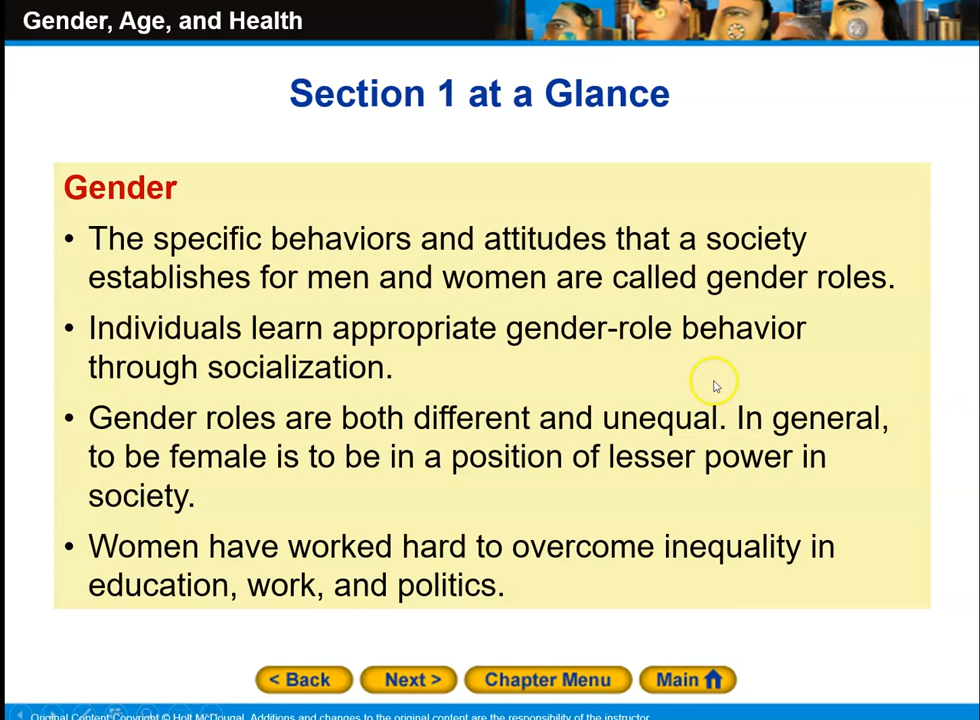 Gender, Age, and Health
Section 1 at a Glance
Gender
• The specific behaviors and attitudes that a society
establishes for men and women are called gender roles.
• Individuals learn appropriate gender-role behavior
through socialization.
• Gender roles are both different and unequal. In general,
to be female is to be in a position of lesser power in
society.
• Women have worked hard to overcome inequality in
education, work, and politics.
< Back
Next >
Chapter Menu
Main
Original Content Copyright © Holt McDougal. Additions and changes to the original content are the responsibility of the instructor.